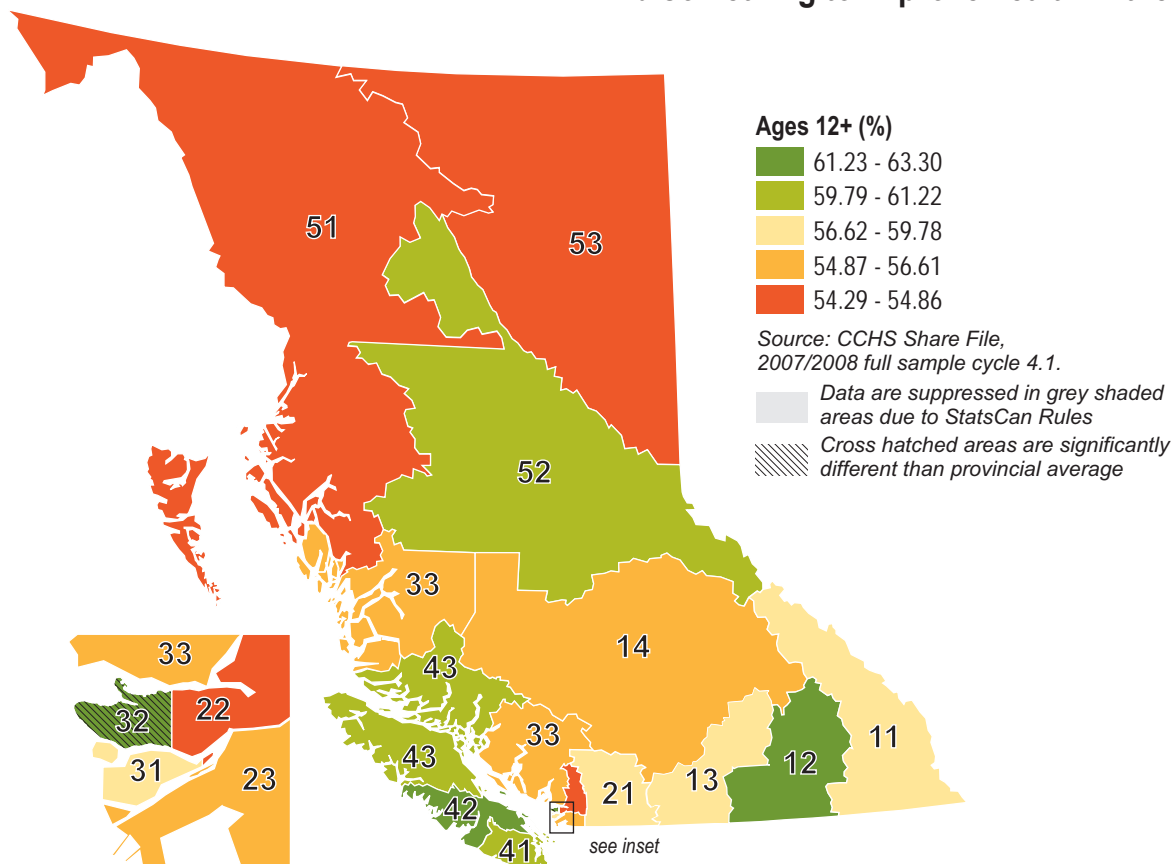 to Improve
Ages 12+ (%)
61.23 - 63.30
59.79 - 61.22
56.62 - 59.78
54.87 - 56.61
54.29 - 54.86
Source: CCHS Share File,
2007/2008 full sample cycle 4.1.
Data are suppressed in grey shaded
areas due to StatsCan Rules
Cross hatched areas are significantly
different than provincial average
51
53
52
33
14
43
33
11
12
13
21
43
42
41
see inset
33
32
22
31
23